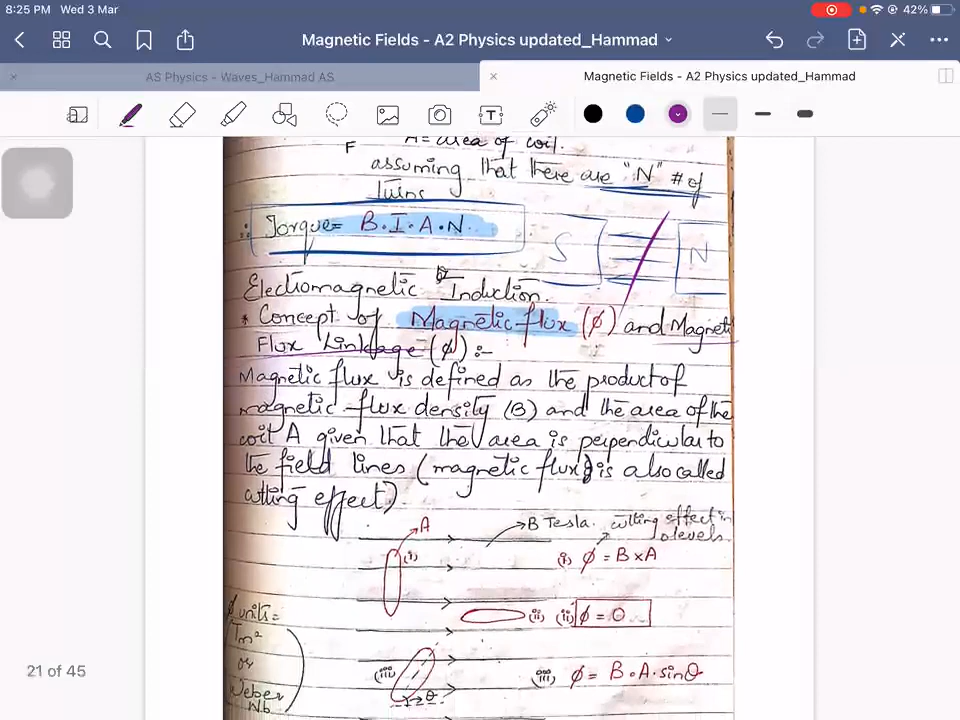 8:25 PM Wed 3 Mar
42%
Magnetic Fields - A2 Physics updated_Hammad
AS Physics - Waves_Hammad AS
Magnetic Fields - A2 Physics updated_Hammad
A = area of coil.
F
assuming that there are "N" # of
Turns
∴ Torque = B.I.A.N.
S N
Electromagnetic Induction.
* Concept of Magnetic flux (φ) and Magneti
Flux Linkage (φ) :-
Magnetic flux is defined as the product of
magnetic flux density (B) and the area of the
coil A given that the area is perpendicular to
the field lines (magnetic flux is also called
cutting effect).
A
B Tesla. cutting effect in
o levels.
(i)
(i) φ = B x A
(ii) (ii) φ = 0
φ units =
Tm²
or
Weber
Wb
(iii)
θ
(iii) φ = B.A.sinθ
21 of 45